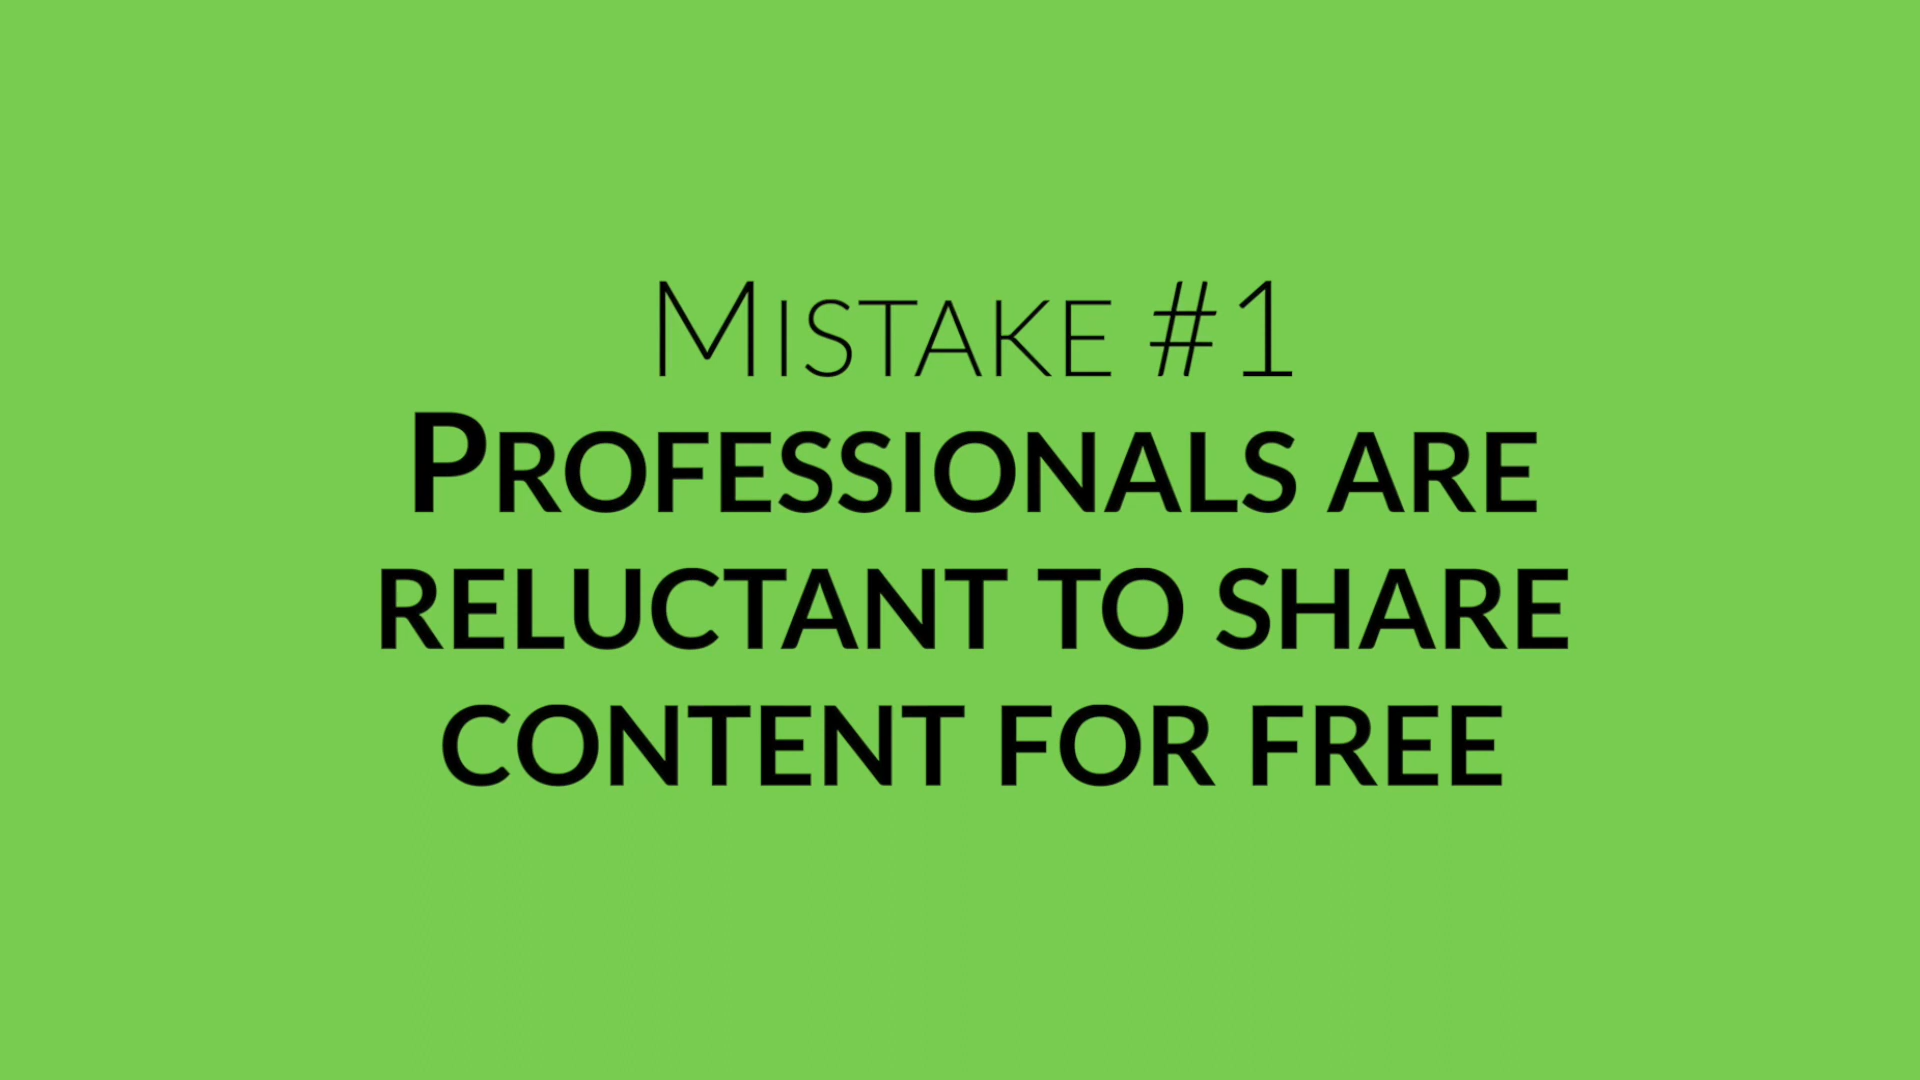 Mistake #1
Professionals are
reluctant to share
content for free